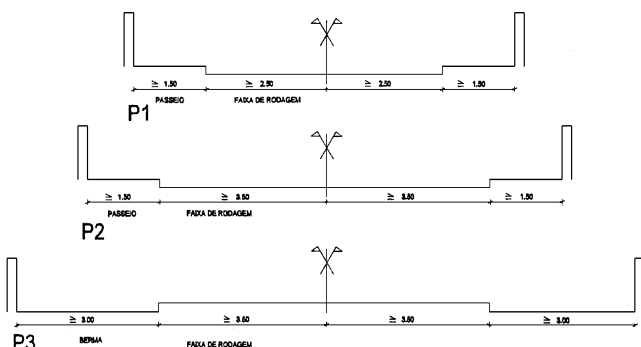 ≥ 1.50 ≥ 2.50 ≥ 2.50 ≥ 1.50
PASSEIO FAIXA DE RODAGEM
P1
≥ 1.50 ≥ 3.50 ≥ 3.50 ≥ 1.50
PASSEIO FAIXA DE RODAGEM
P2
≥ 3.00 ≥ 3.50 ≥ 3.50 ≥ 3.00
BERMA FAIXA DE RODAGEM
P3